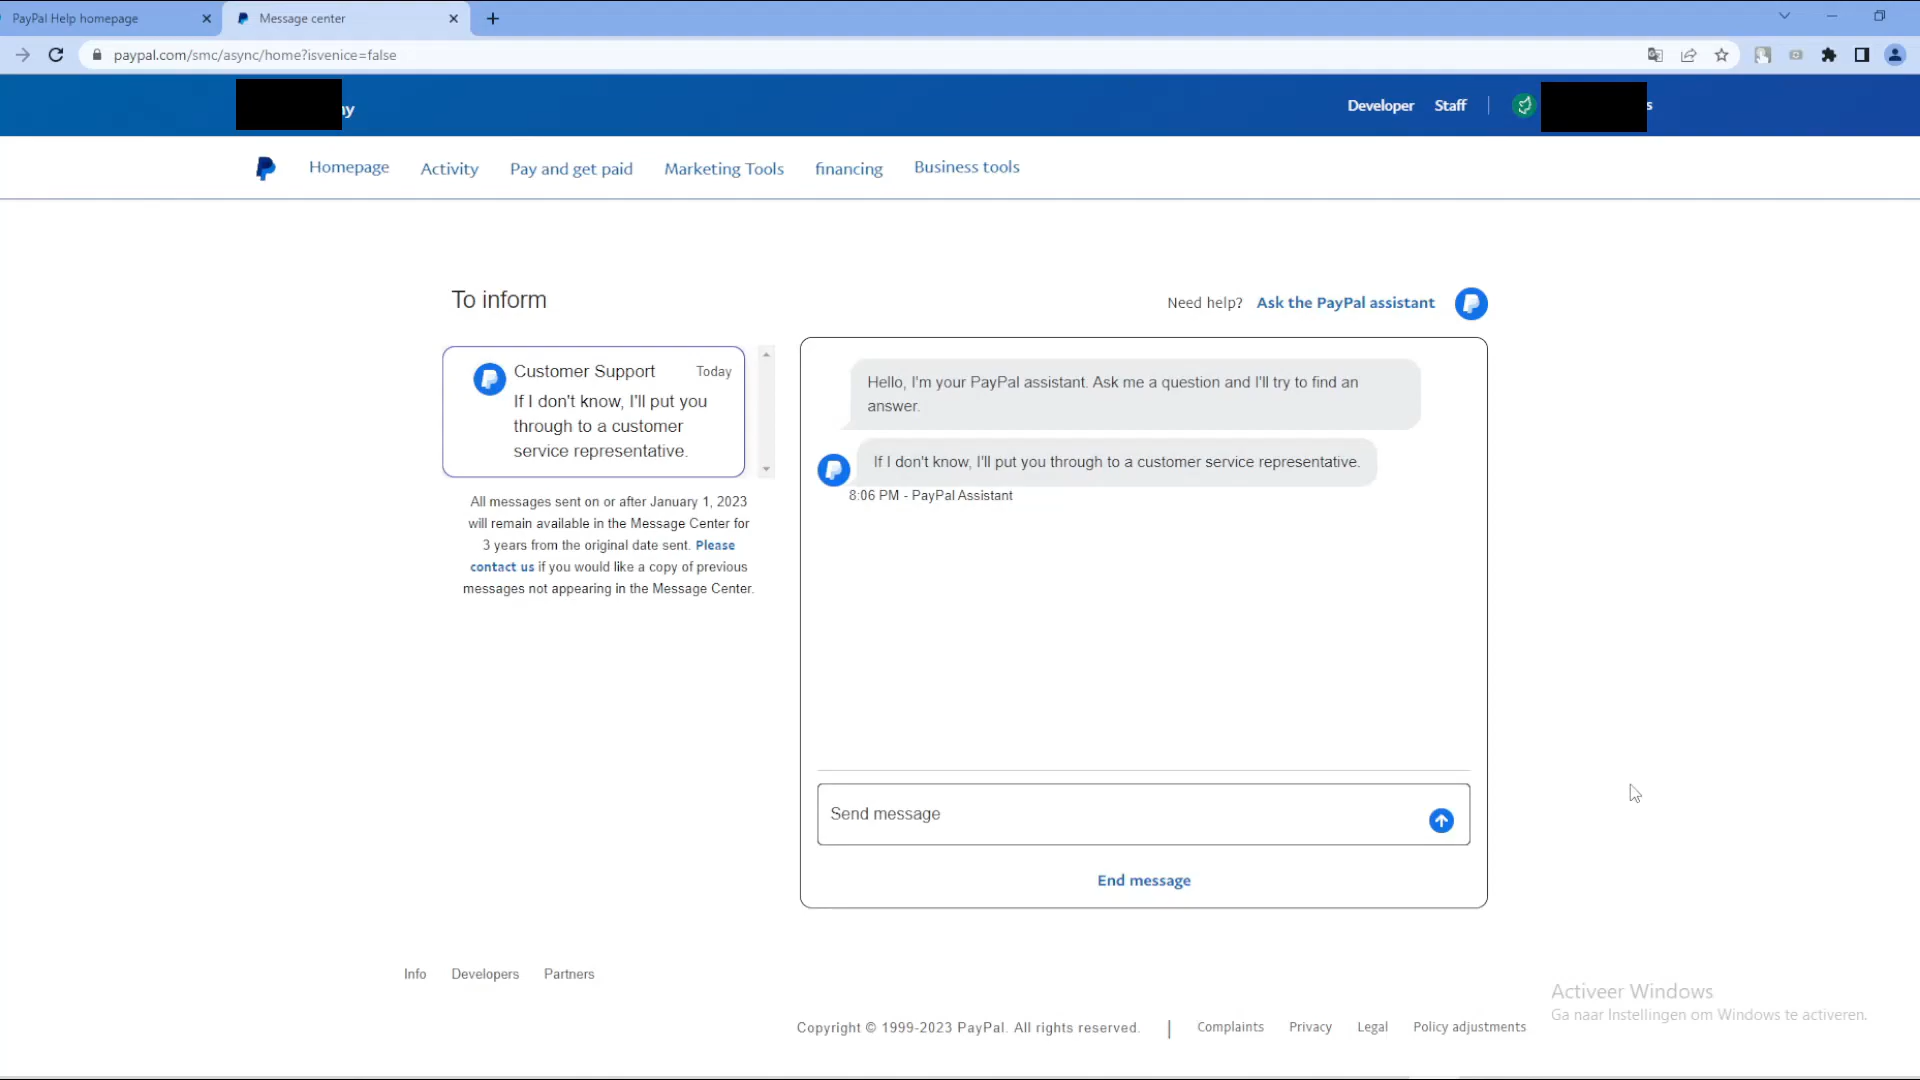 PayPal Help homepage
Message center
paypal.com/smc/async/home?isvenice=false
Developer
Staff
Homepage
Activity
Pay and get paid
Marketing Tools
financing
Business tools
To inform
Need help? Ask the PayPal assistant
Customer Support
Today
If I don't know, I'll put you
through to a customer
service representative.
All messages sent on or after January 1, 2023
will remain available in the Message Center for
3 years from the original date sent. Please
contact us if you would like a copy of previous
messages not appearing in the Message Center.
Hello, I'm your PayPal assistant. Ask me a question and I'll try to find an
answer.
If I don't know, I'll put you through to a customer service representative.
8:06 PM - PayPal Assistant
Send message
End message
Info
Developers
Partners
Activeer Windows
Ga naar Instellingen om Windows te activeren.
Copyright © 1999-2023 PayPal. All rights reserved.
Complaints
Privacy
Legal
Policy adjustments